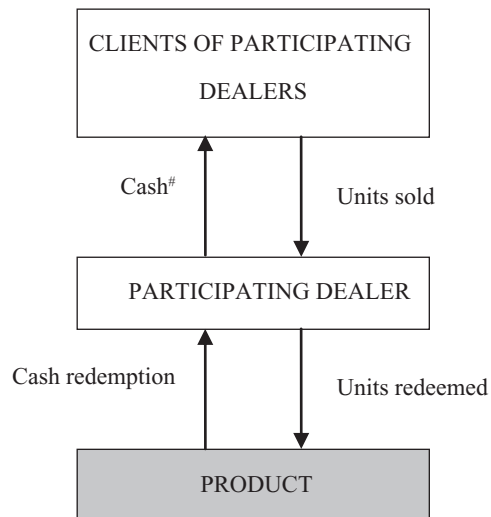 CLIENTS OF PARTICIPATING
DEALERS
Cash#
Units sold
PARTICIPATING DEALER
Cash redemption
Units redeemed
PRODUCT